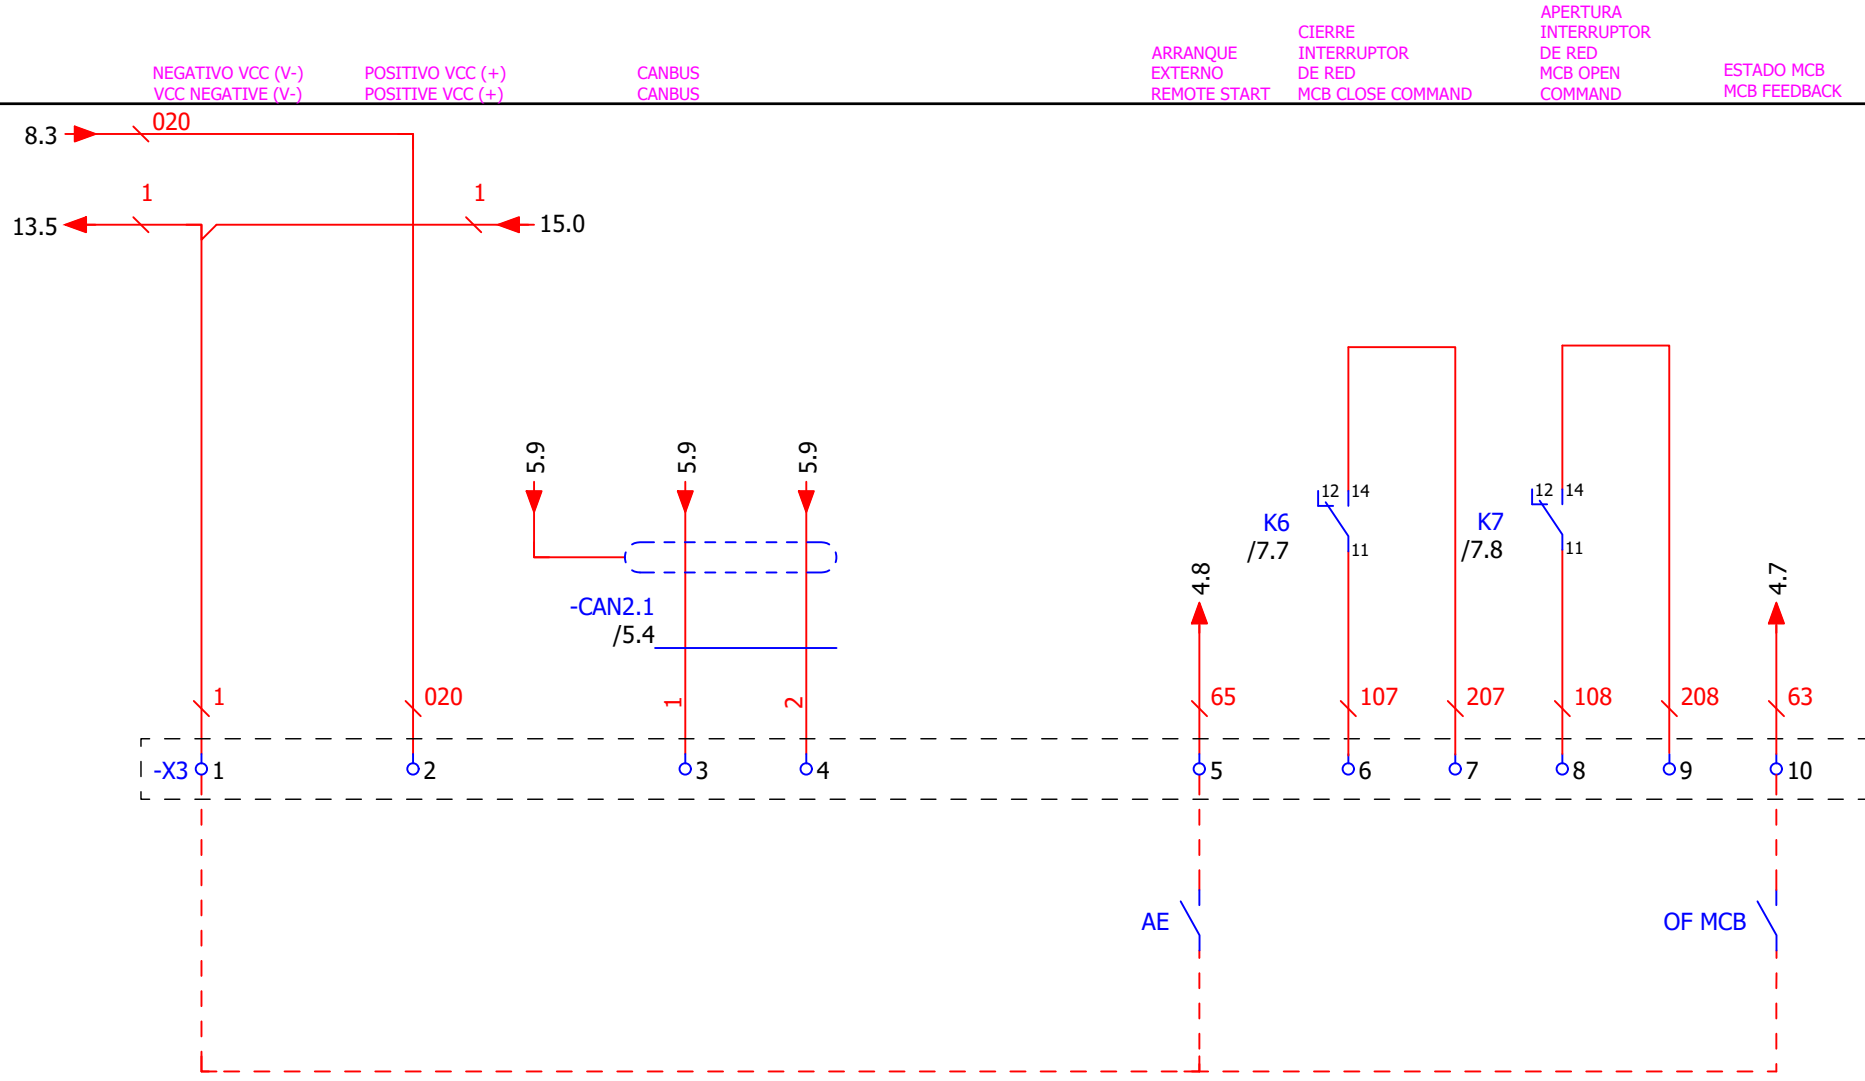 NEGATIVO VCC (V-)
VCC NEGATIVE (V-)
POSITIVO VCC (+)
POSITIVE VCC (+)
CANBUS
CANBUS
ARRANQUE
EXTERNO
REMOTE START
CIERRE
INTERRUPTOR
DE RED
MCB CLOSE COMMAND
APERTURA
INTERRUPTOR
DE RED
MCB OPEN
COMMAND
ESTADO MCB
MCB FEEDBACK
8.3
020
1
1
13.5
15.0
5.9
5.9
5.9
12 14
K6
/7.7
11
12 14
K7
/7.8
11
-CAN2.1
/5.4
4.8
4.7
1
020
1
2
65
107
207
108
208
63
-X3 1
2
3
4
5
6
7
8
9
10
AE
OF MCB